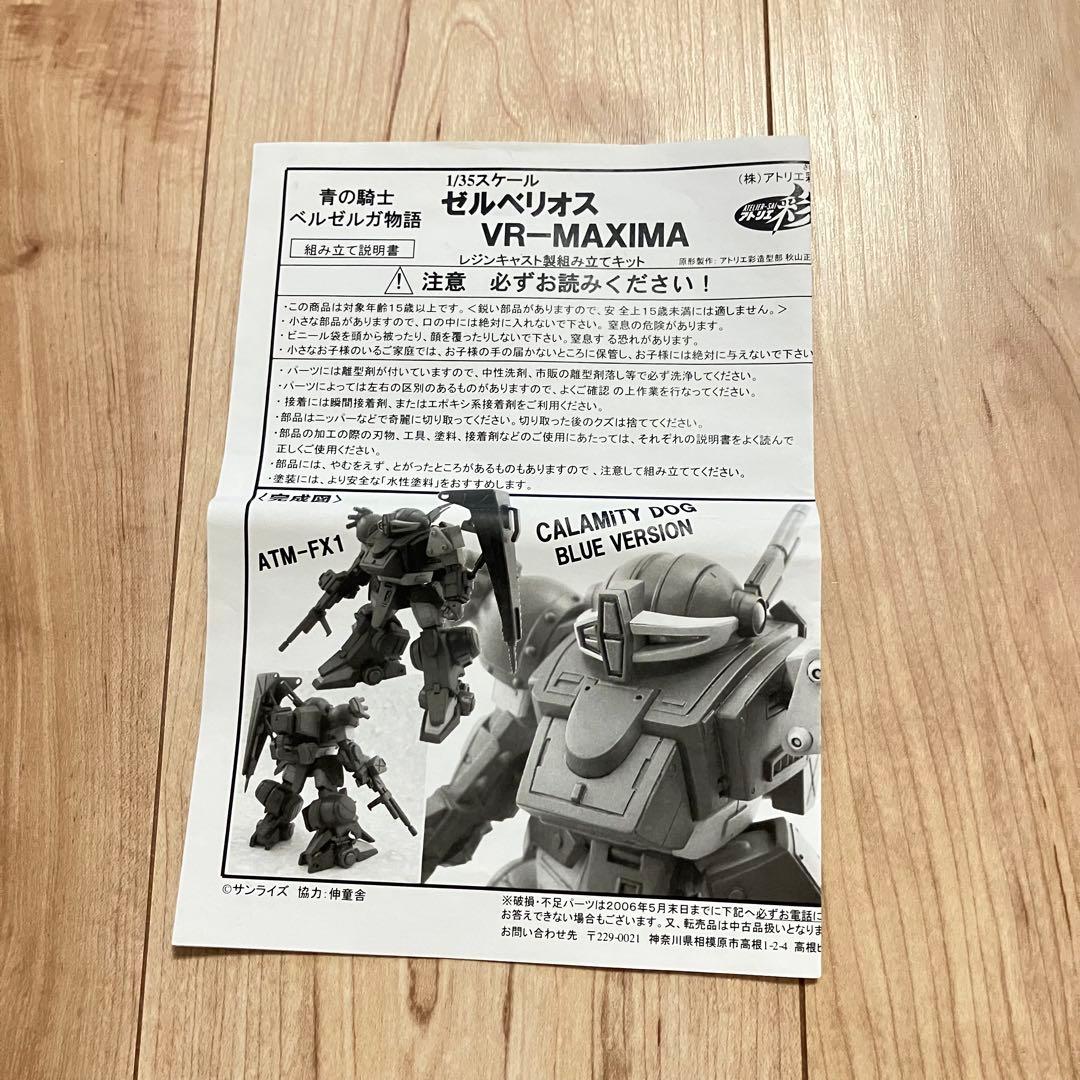 青の騎士
ベルゼルガ物語
組み立て説明書
1/35スケール
ゼルベリオス
VR-MAXIMA
レジンキャスト製組み立てキット
(株)アトリエ彩
ATELIER-SAI
アトリエ彩
原形製作:アトリエ彩造型部 秋山正
注意 必ずお読みください!
・この商品は対象年齢15歳以上です。<鋭い部品がありますので、安全上15歳未満には適しません。>
・小さな部品がありますので、口の中には絶対に入れないで下さい。窒息の危険があります。
・ビニール袋を頭から被ったり、顔を覆ったりしないで下さい。窒息する恐れがあります。
・小さなお子様のいるご家庭では、お子様の手の届かないところに保管し、お子様には絶対に与えないで下さい
・パーツには離型剤が付いていますので、中性洗剤、市販の離型剤落し等で必ず洗浄してください。
・パーツによっては左右の区別のあるものがありますので、よくご確認の上作業を行なってください。
・接着には瞬間接着剤、またはエポキシ系接着剤をご利用ください。
・部品はニッパーなどで奇麗に切り取ってください。切り取った後のクズは捨ててください。
・部品の加工の際の刃物、工具、塗料、接着剤などのご使用にあたっては、それぞれの説明書をよく読んで
正しくご使用ください。
・部品には、やむをえず、とがったところがあるものもありますので、注意して組み立ててください。
・塗装には、より安全な「水性塗料」をおすすめします。
<完成図>
ATM-FX1
CALAMITY DOG
BLUE VERSION
©サンライズ 協力:伸童舎
※破損・不足パーツは2006年5月末日までに下記へ必ずお電話に
お答えできない場合もございます。又、転売品は中古品扱いとなりま
お問い合わせ先 〒229-0021 神奈川県相模原市高根1-2-4 高根ビ